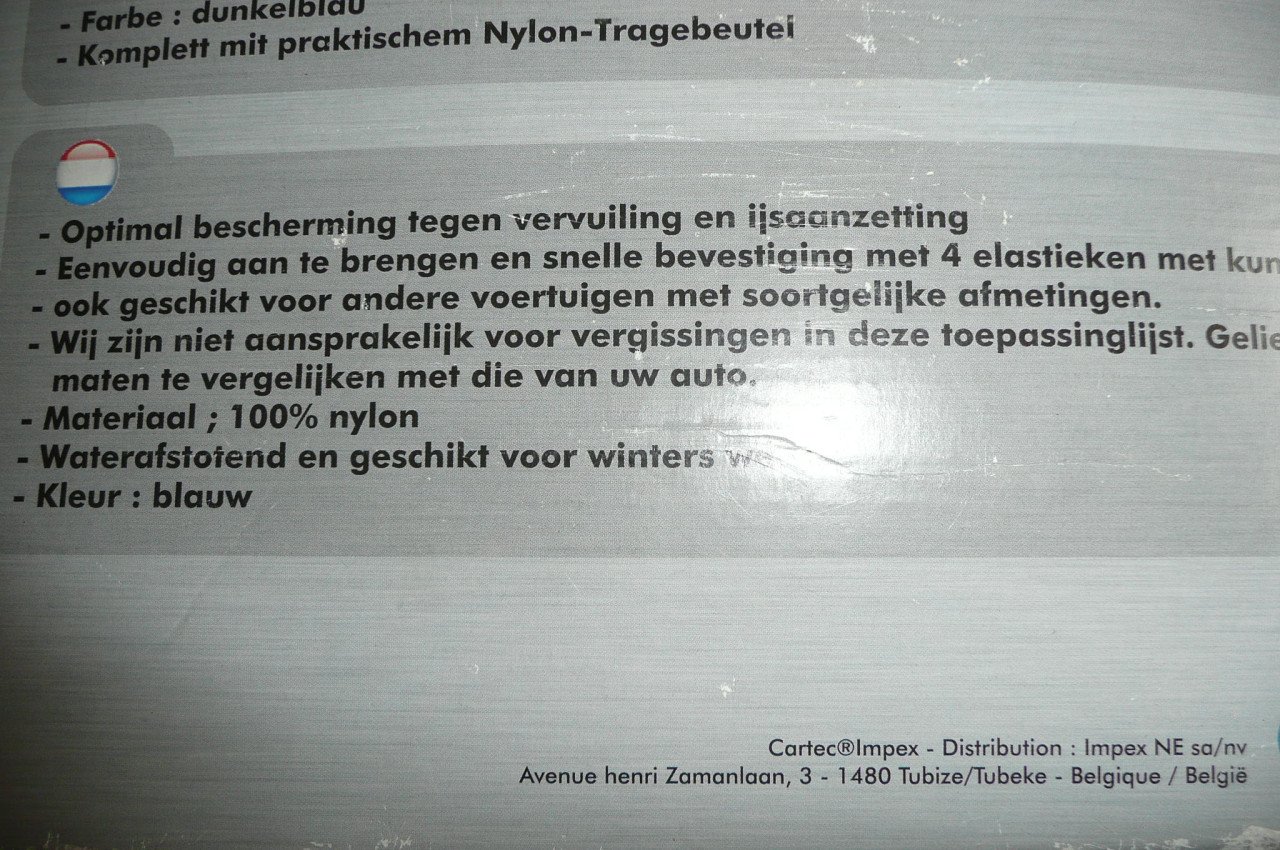 - Farbe : dunkelblau
- Komplett mit praktischem Nylon-Tragebeutel
- Optimal bescherming tegen vervuiling en ijsaanzetting
- Eenvoudig aan te brengen en snelle bevestiging met 4 elastieken met
- ook geschikt voor andere voertuigen met soortgelijke afmetingen.
- Wij zijn niet aansprakelijk voor vergissingen in deze toepassinglijst.
maten te vergelijken met die van uw auto.
- Materiaal ; 100% nylon
- Waterafstotend en geschikt voor winters
- Kleur : blauw
Cartec®Impex - Distribution : Impex NE sa/nv
Avenue henri Zamanlaan, 3 - 1480 Tubize/Tubeke - Belgique / België